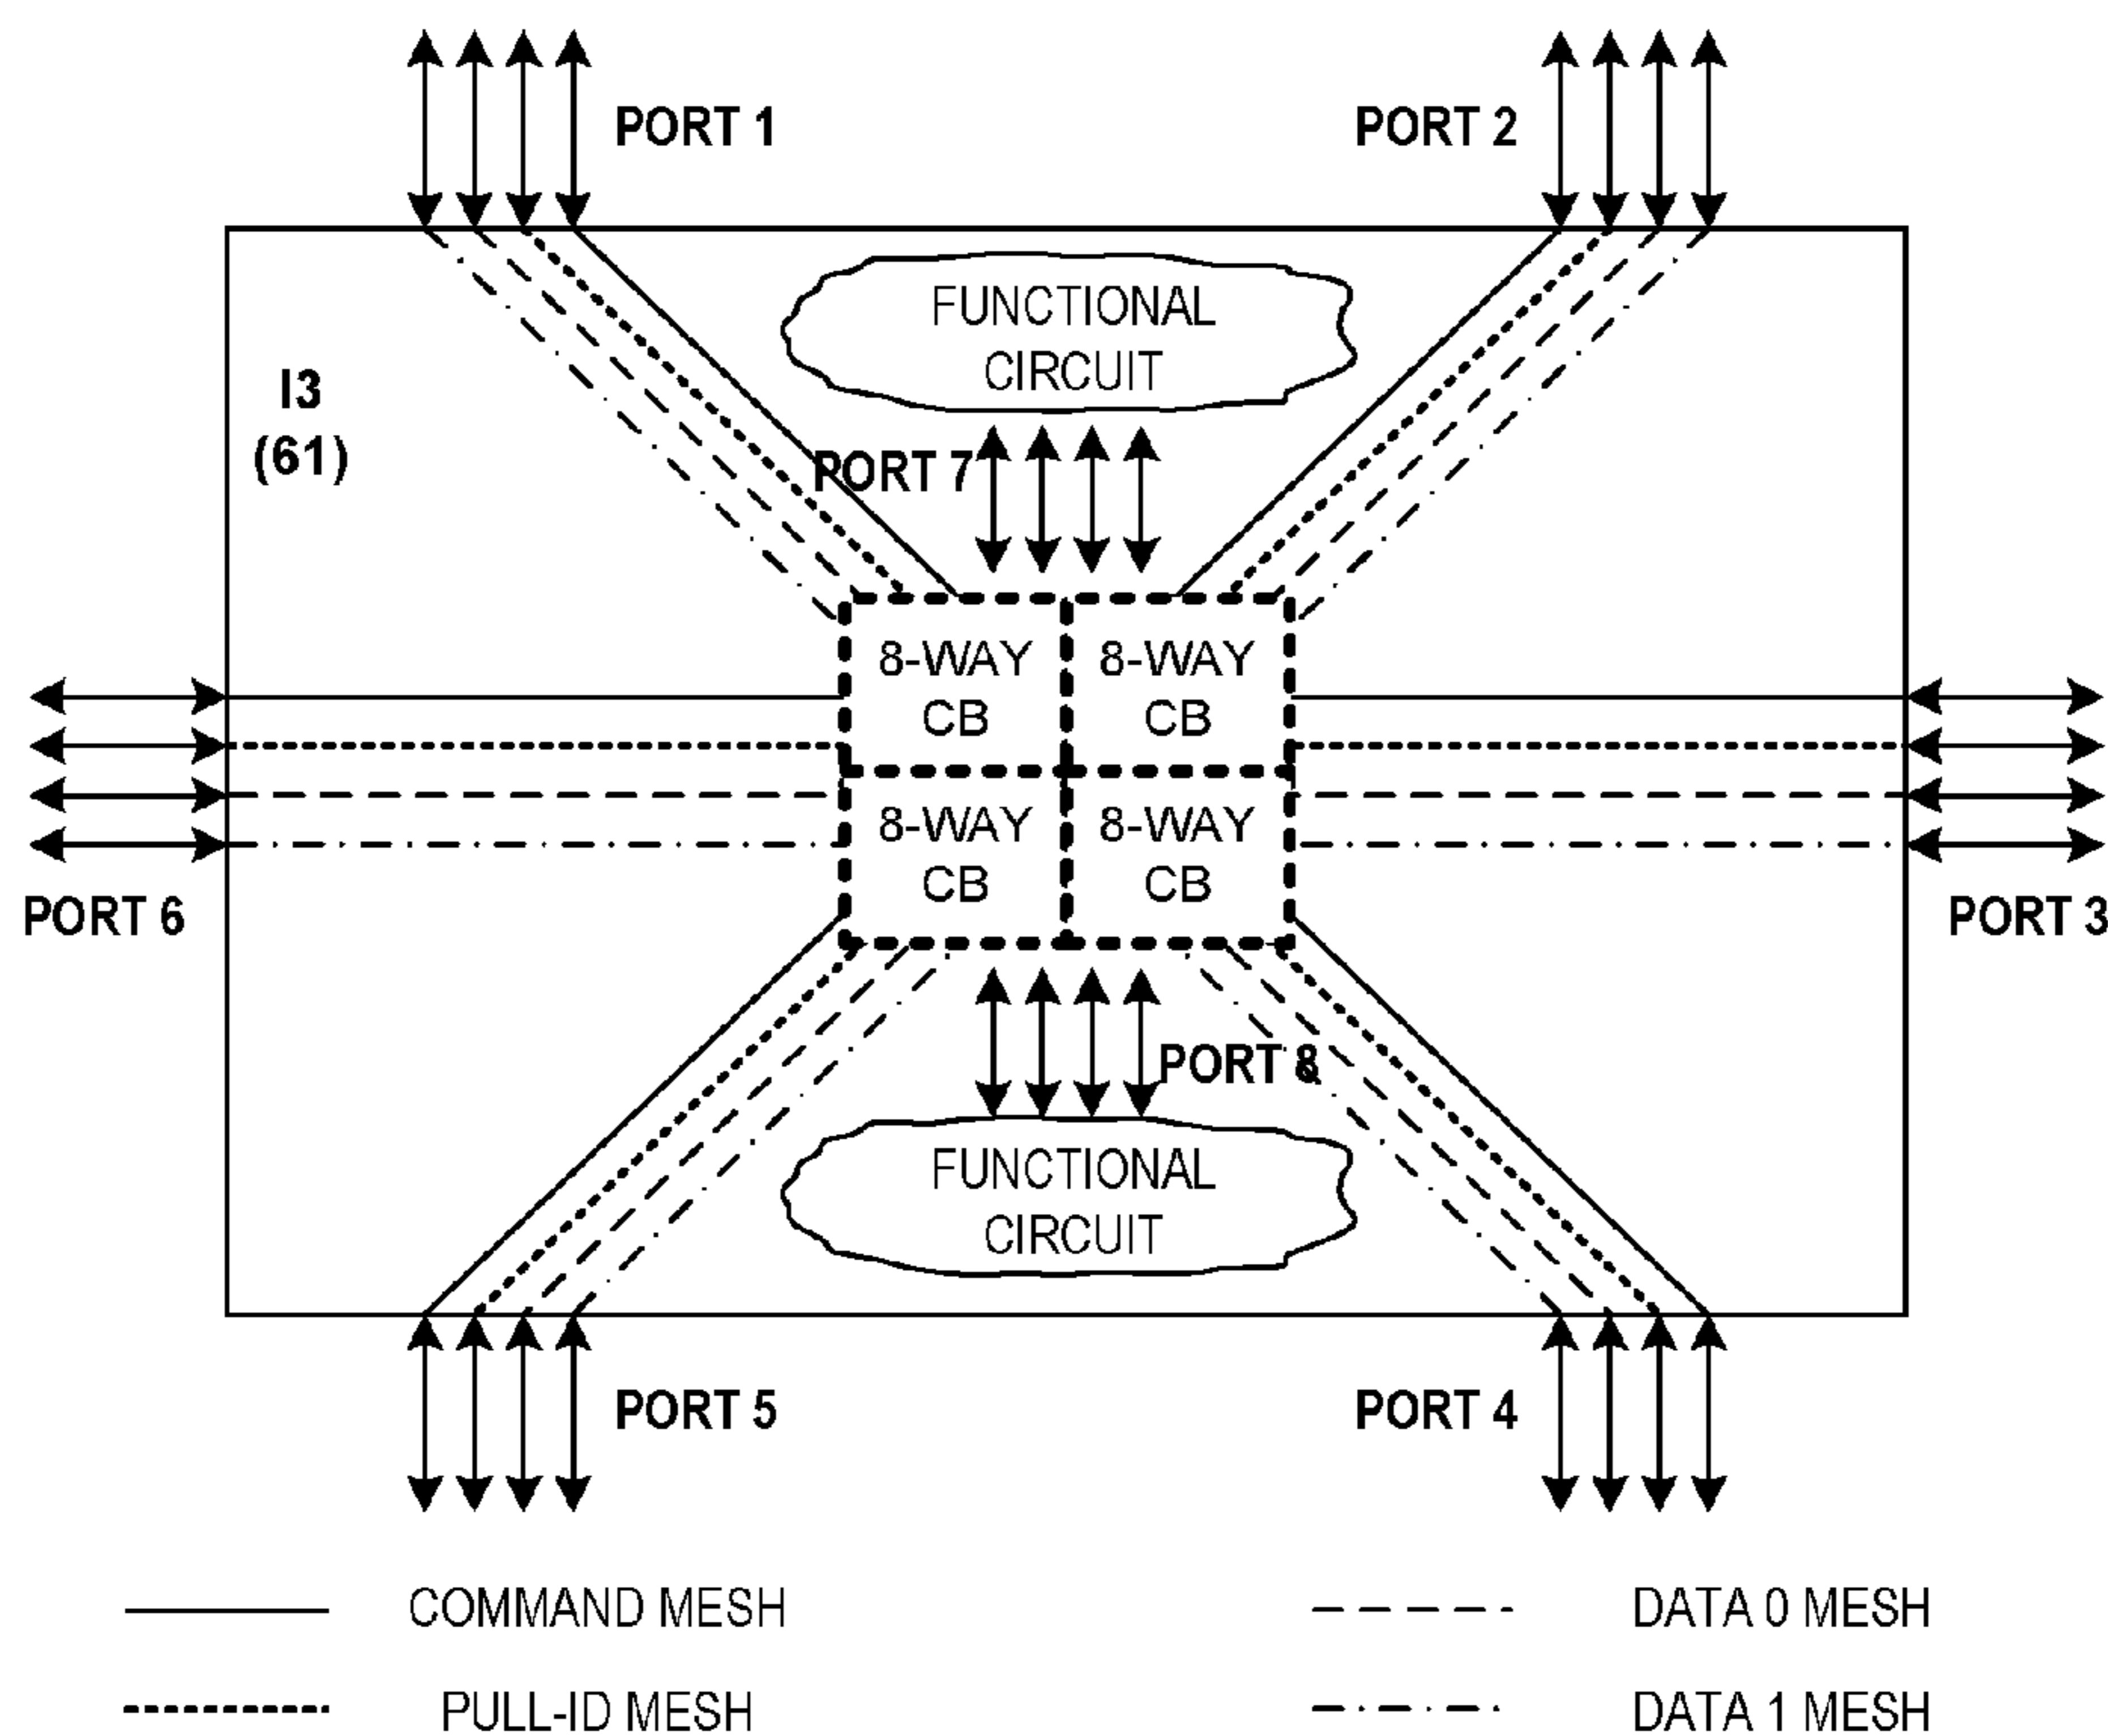 PORT 1
PORT 2
FUNCTIONAL
CIRCUIT
I3
(61)
PORT 7
8-WAY
CB
8-WAY
CB
8-WAY
CB
8-WAY
CB
PORT 6
PORT 3
PORT 8
FUNCTIONAL
CIRCUIT
PORT 5
PORT 4
COMMAND MESH
DATA 0 MESH
PULL-ID MESH
DATA 1 MESH